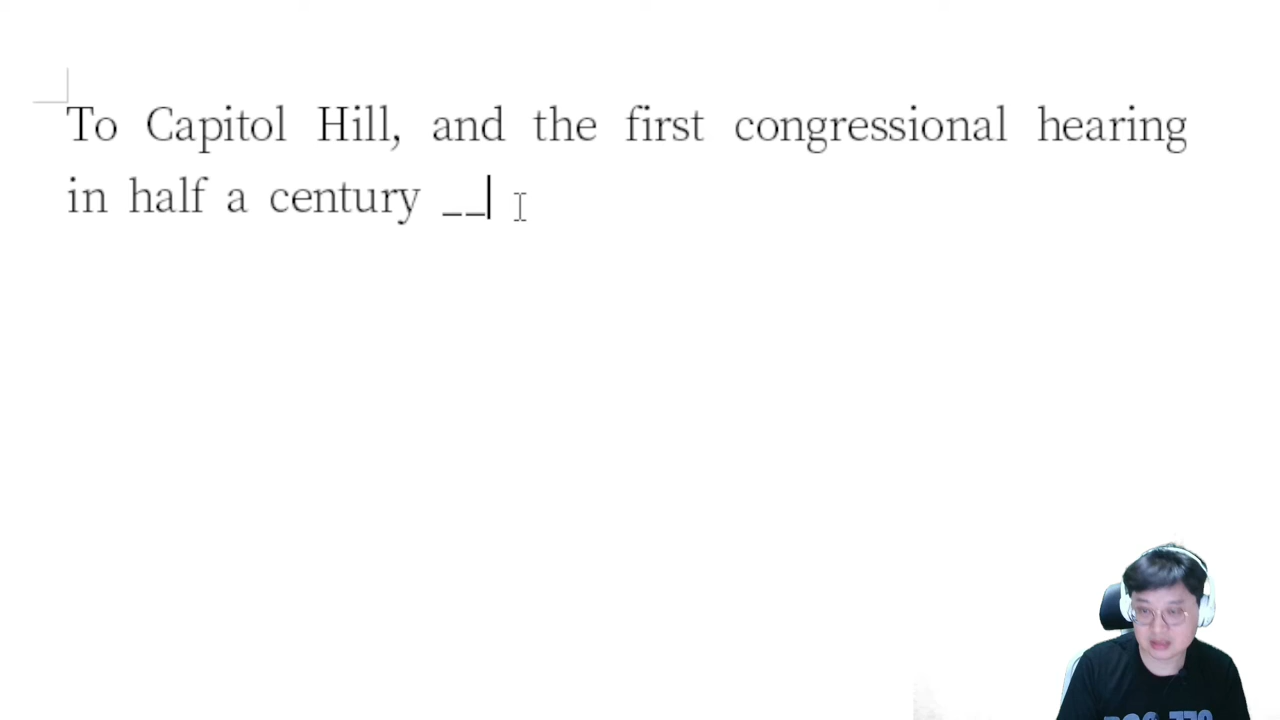 To Capitol Hill, and the first congressional hearing
in half a century __